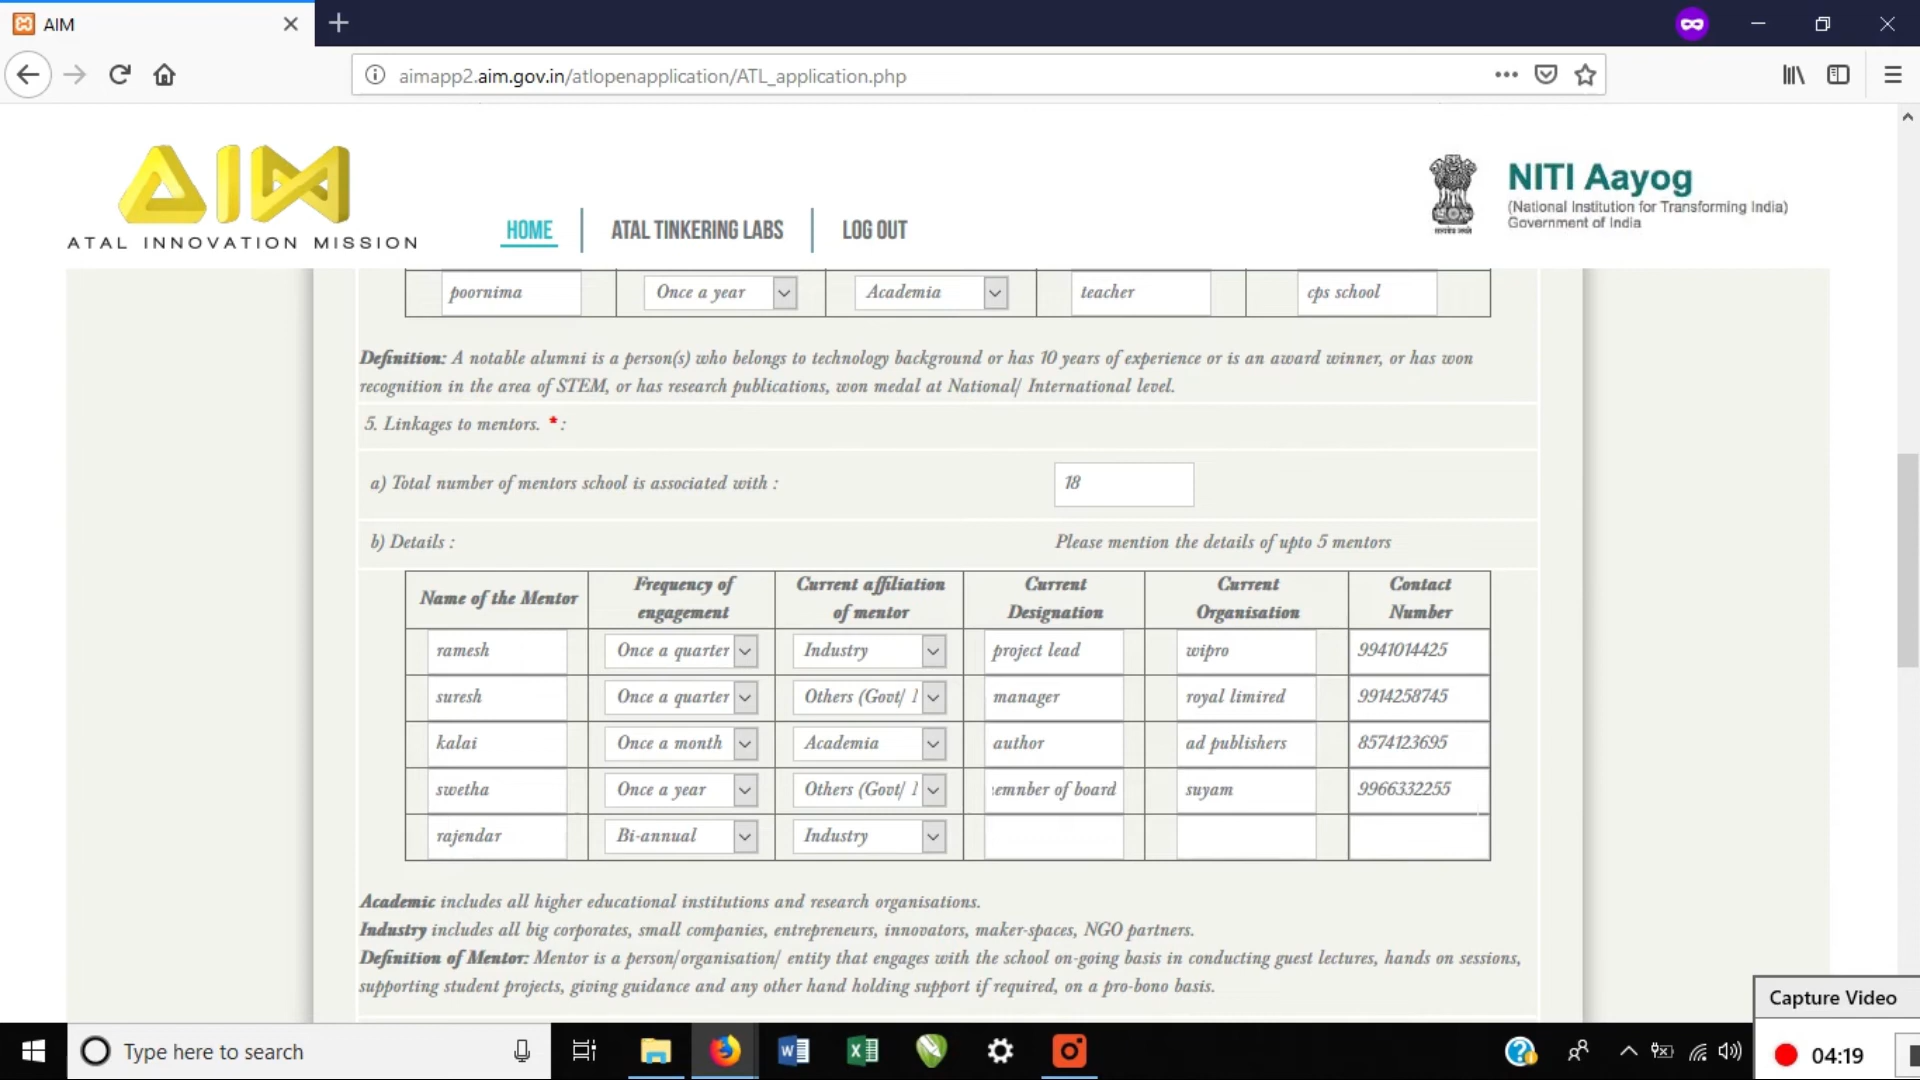 AIM
aimapp2.aim.gov.in/atlopenapplication/ATL_application.php
ATAL INNOVATION MISSION
HOME
ATAL TINKERING LABS
LOG OUT
NITI Aayog
(National Institution for Transforming India)
Government of India
poornima Once a year Academia teacher cps school
Definition: A notable alumni is a person(s) who belongs to technology background or has 10 years of experience or is an award winner, or has won
recognition in the area of STEM, or has research publications, won medal at National/ International level.
5. Linkages to mentors. * :
a) Total number of mentors school is associated with : 18
b) Details : Please mention the details of upto 5 mentors
Name of the Mentor Frequency of engagement Current affiliation of mentor Current Designation Current Organisation Contact Number
ramesh Once a quarter Industry project lead wipro 9941014425
suresh Once a quarter Others (Govt/ manager royal limired 9914258745
kalai Once a month Academia author ad publishers 8574123695
swetha Once a year Others (Govt/ emnber of board suyam 9966332255
rajendar Bi-annual Industry
Academic includes all higher educational institutions and research organisations.
Industry includes all big corporates, small companies, entrepreneurs, innovators, maker-spaces, NGO partners.
Definition of Mentor: Mentor is a person/organisation/ entity that engages with the school on-going basis in conducting guest lectures, hands on sessions,
supporting student projects, giving guidance and any other hand holding support if required, on a pro-bono basis.
Capture Video
04:19
Type here to search